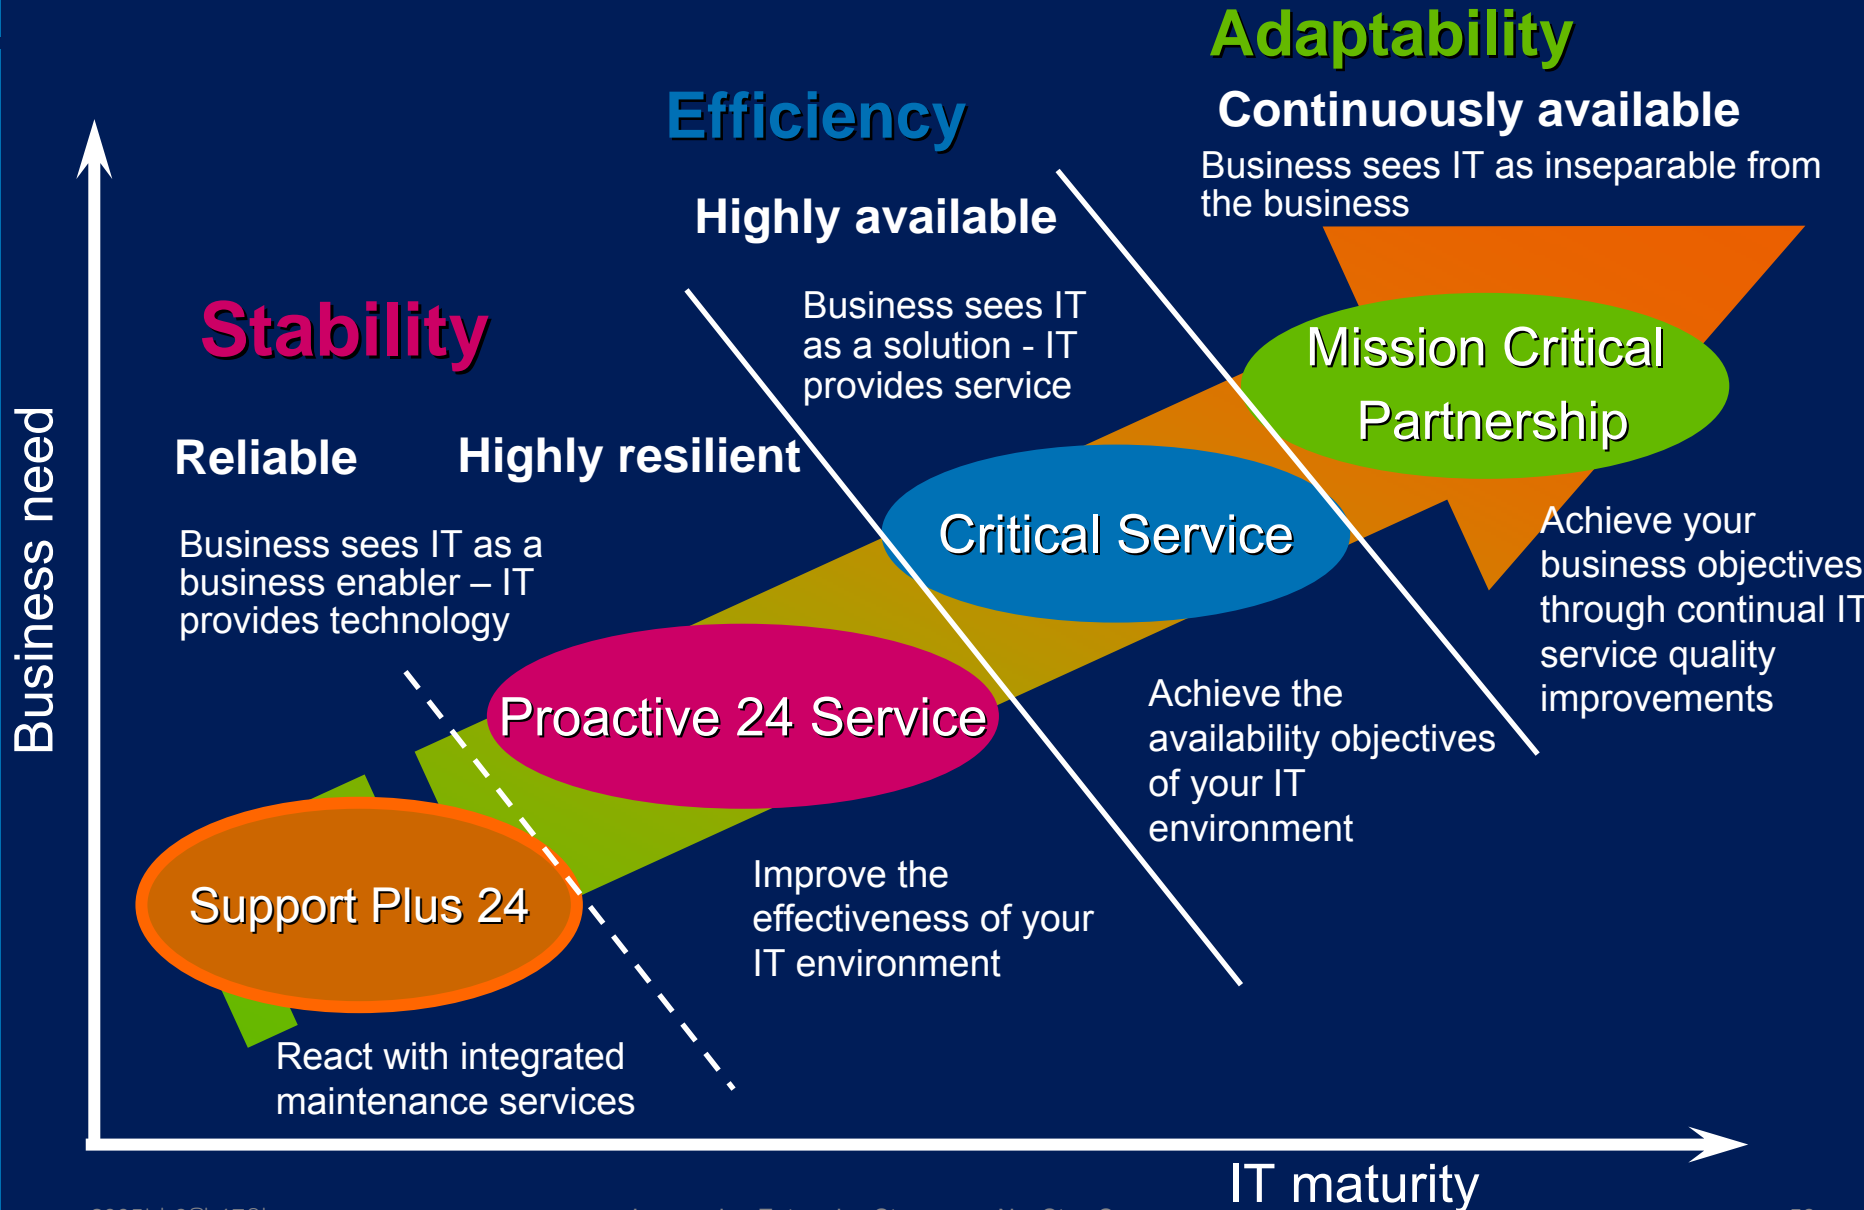 Adaptability
Continuously available
Business sees IT as inseparable from
the business
Efficiency
Highly available
Business sees IT
as a solution - IT
provides service
Stability
Reliable
Highly resilient
Business sees IT as a
business enabler – IT
provides technology
Business need
Mission Critical
Partnership
Critical Service
Proactive 24 Service
Support Plus 24
Achieve your
business objectives
through continual IT
service quality
improvements
Achieve the
availability objectives
of your IT
environment
Improve the
effectiveness of your
IT environment
React with integrated
maintenance services
IT maturity